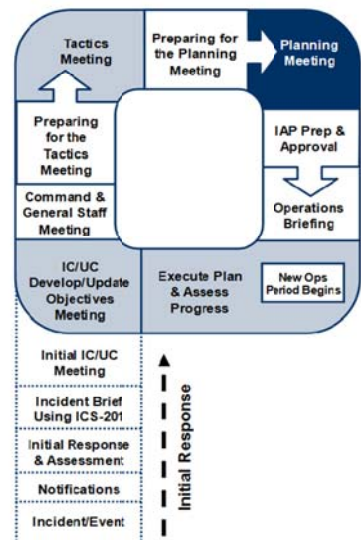 Tactics
Meeting
Preparing for
the Planning
Meeting
Planning
Meeting
Preparing
for the
Tactics
Meeting
IAP Prep &
Approval
Command &
General Staff
Meeting
Operations
Briefing
IC/UC
Develop/Update
Objectives
Meeting
Execute Plan
& Assess
Progress
New Ops
Period Begins
Initial IC/UC
Meeting
Incident Brief
Using ICS-201
Initial Response
& Assessment
Notifications
Incident/Event
Initial Response